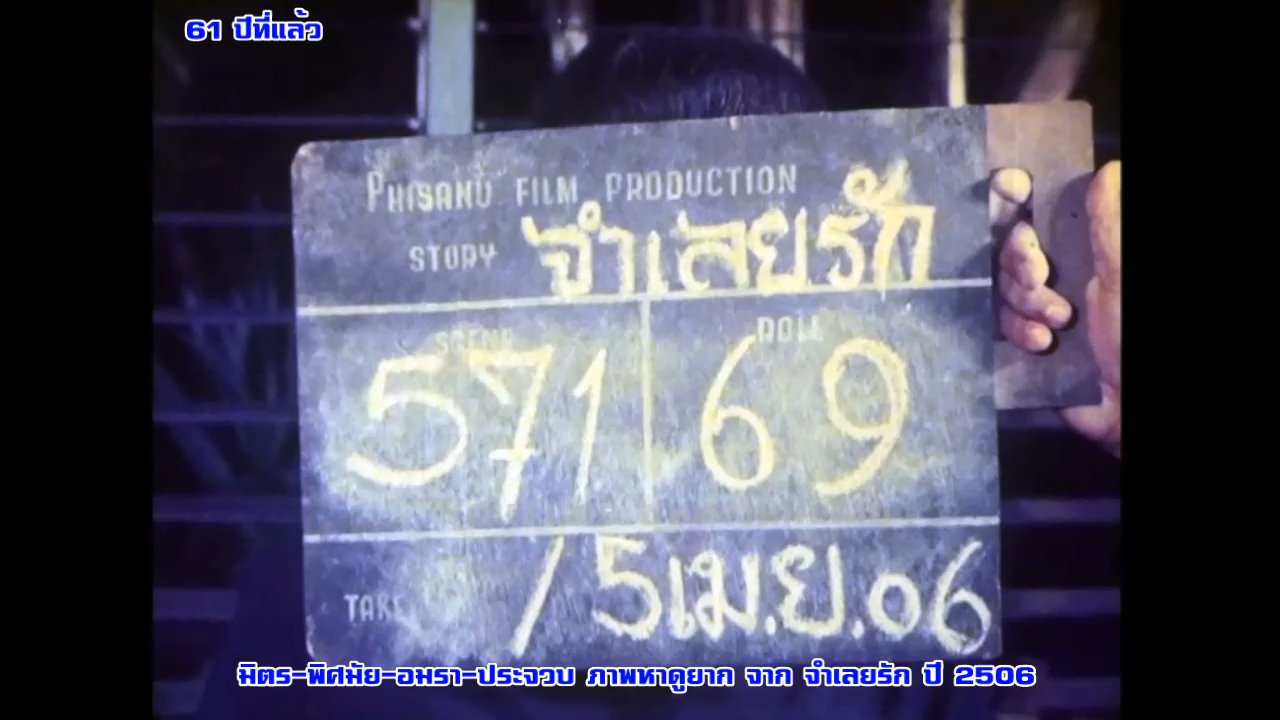 61 ปีที่แล้ว
PHISANU FILM PRODUCTION
STORY จำเลยรัก
SCENE ROLL
571 69
TAKE / 5 เม.ย. 06
มิตร-พิศมัย-อมรา-ประจวบ ภาพหาดูยาก จาก จำเลยรัก ปี 2506